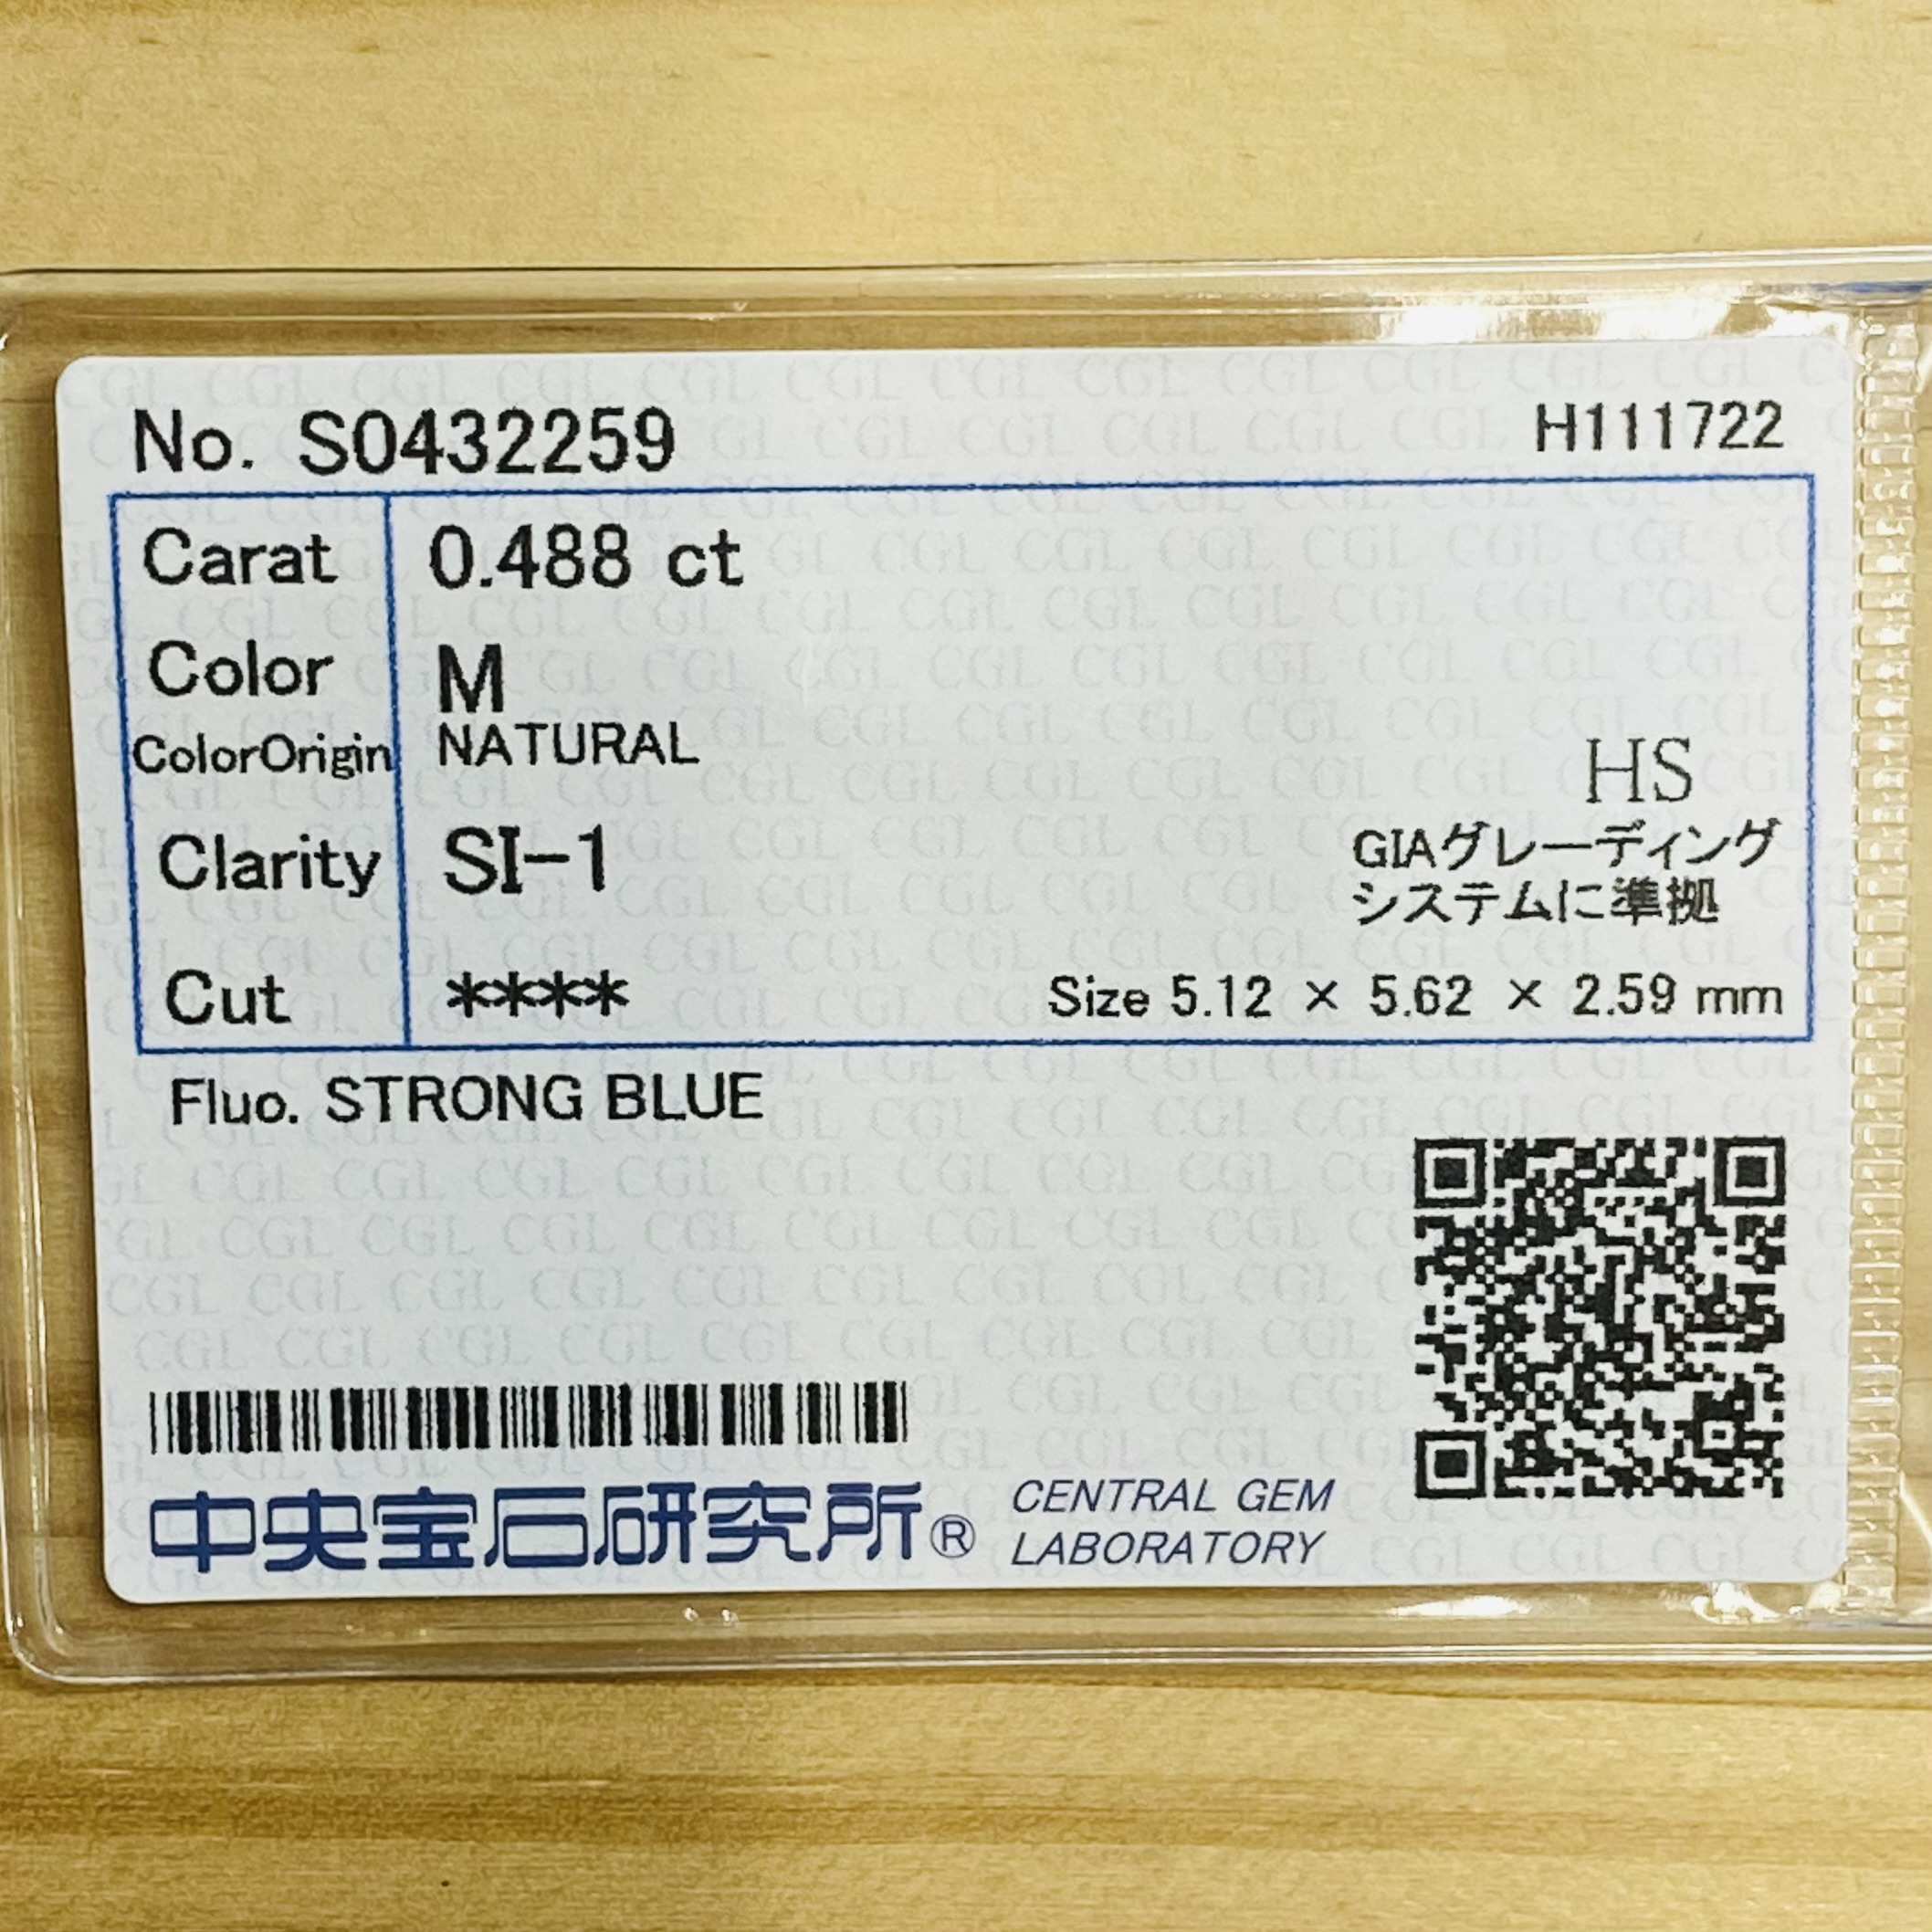 No. S0432259
H111722
Carat 0.488 ct
Color M
ColorOrigin NATURAL
HS
Clarity SI-1
GIAグレーディング
システムに準拠
Cut ****
Size 5.12 × 5.62 × 2.59 mm
Fluo. STRONG BLUE
中央宝石研究所®
CENTRAL GEM
LABORATORY